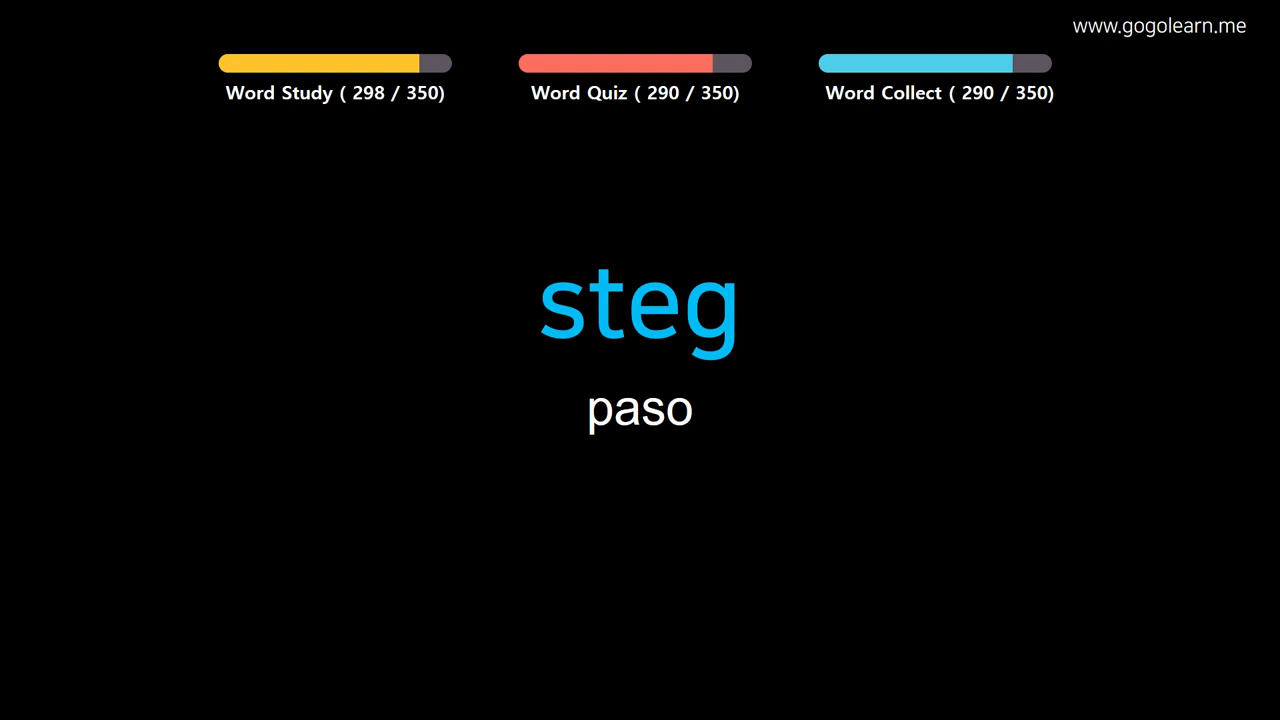 www.gogolearn.me
Word Study ( 298 / 350)
Word Quiz ( 290 / 350)
Word Collect ( 290 / 350)
steg
paso